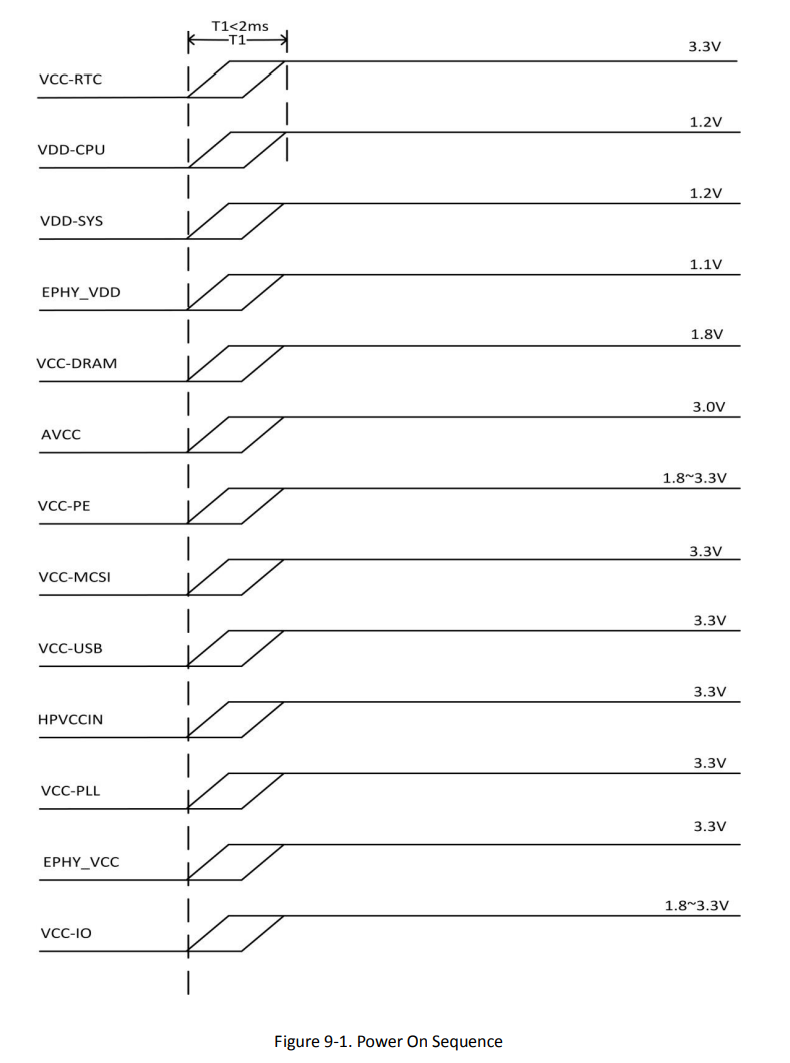 T1<2ms
T1
3.3V
VCC-RTC
1.2V
VDD-CPU
1.2V
VDD-SYS
1.1V
EPHY_VDD
1.8V
VCC-DRAM
3.0V
AVCC
1.8~3.3V
VCC-PE
3.3V
VCC-MCSI
3.3V
VCC-USB
3.3V
HPVCCIN
3.3V
VCC-PLL
3.3V
EPHY_VCC
1.8~3.3V
VCC-IO
Figure 9-1. Power On Sequence